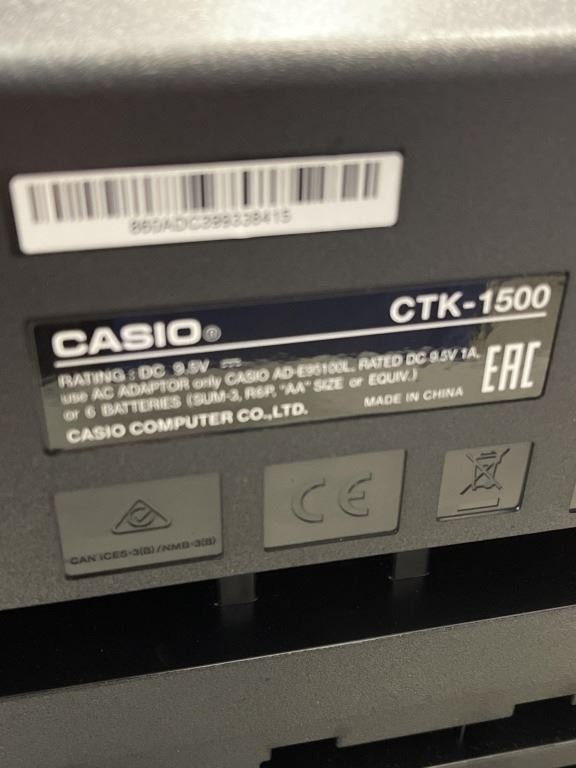 860ADC399338415
CASIO®
CTK-1500
RATING : DC 9.5V ⎓
use AC ADAPTOR only CASIO AD-E95100L. RATED DC 9.5V 1A.
or 6 BATTERIES (SUM-3, R6P, "AA" SIZE or EQUIV.)
CASIO COMPUTER CO.,LTD.
MADE IN CHINA
EAC
CAN ICES-3(B)/NMB-3(B)
CE